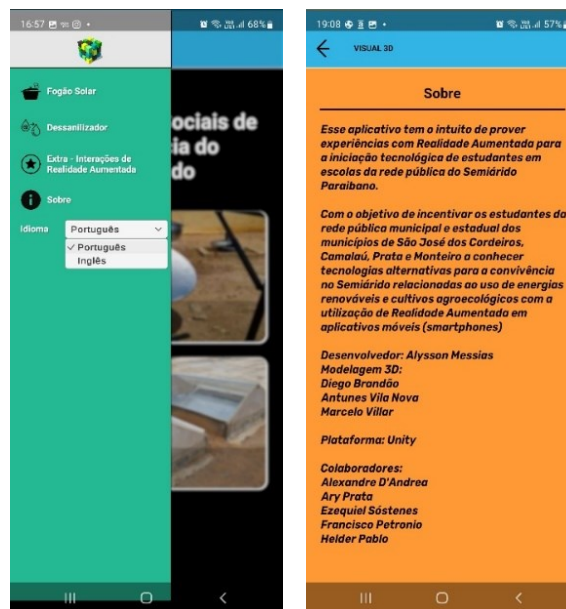 16:57
68%
Fogão Solar
Dessanilizador
Extra - Interações de
Realidade Aumentada
Sobre
Idioma
Português
Português
Inglês
ociais de
ia do
do
19:08
57%
VISUAL 3D
Sobre
Esse aplicativo tem o intuito de prover
experiências com Realidade Aumentada para
a iniciação tecnológica de estudantes em
escolas da rede pública do Semiárido
Paraibano.
Com o objetivo de incentivar os estudantes da
rede pública municipal e estadual dos
municípios de São José dos Cordeiros,
Camalaú, Prata e Monteiro a conhecer
tecnologias alternativas para a convivência
no Semiárido relacionadas ao uso de energias
renováveis e cultivos agroecológicos com a
utilização de Realidade Aumentada em
aplicativos móveis (smartphones)
Desenvolvedor: Alysson Messias
Modelagem 3D:
Diego Brandão
Antunes Vila Nova
Marcelo Villar
Plataforma: Unity
Colaboradores:
Alexandre D'Andrea
Ary Prata
Ezequiel Sóstenes
Francisco Petronio
Helder Pablo